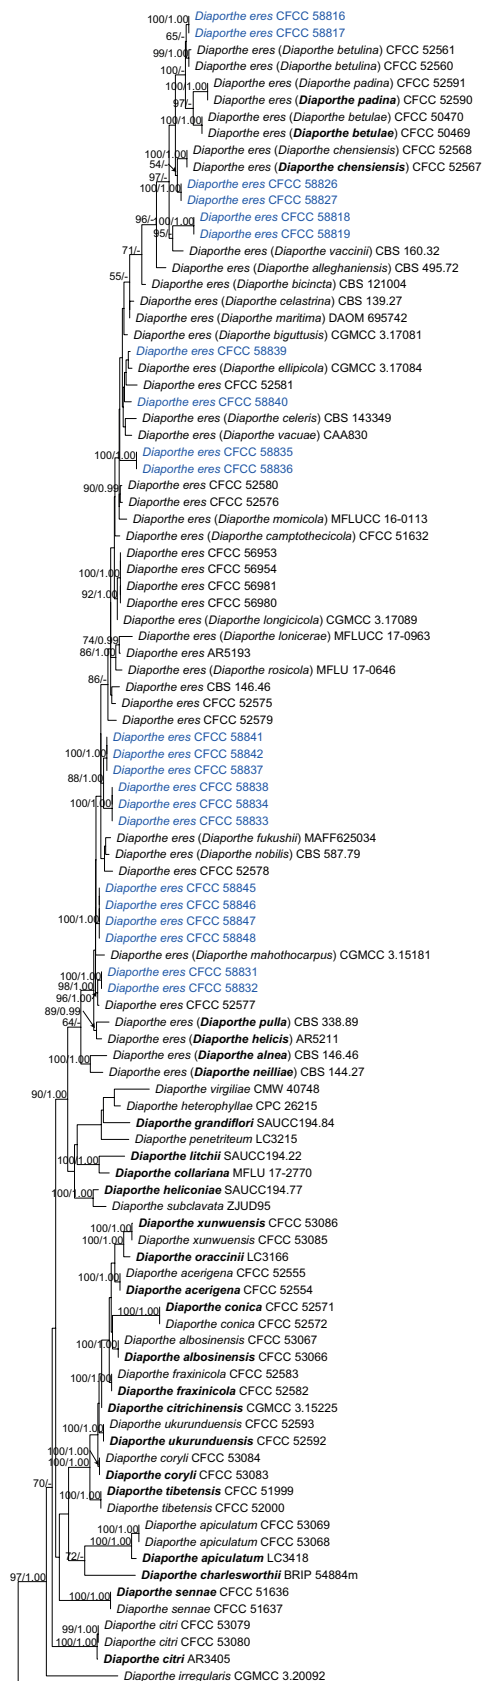 100/1.00
Diaporthe eres CFCC 58816
65/-
Diaporthe eres CFCC 58817
99/1.00
Diaporthe eres (Diaporthe betulina) CFCC 52561
100/-
Diaporthe eres (Diaporthe betulina) CFCC 52560
100/1.00
Diaporthe eres (Diaporthe padina) CFCC 52591
97/-
Diaporthe eres (Diaporthe padina) CFCC 52590
100/1.00
Diaporthe eres (Diaporthe betulae) CFCC 50470
Diaporthe eres (Diaporthe betulae) CFCC 50469
100/1.00
Diaporthe eres (Diaporthe chensiensis) CFCC 52568
54/-
Diaporthe eres (Diaporthe chensiensis) CFCC 52567
97/-
100/1.00
Diaporthe eres CFCC 58826
Diaporthe eres CFCC 58827
96/-
100/1.00
Diaporthe eres CFCC 58818
95/-
Diaporthe eres CFCC 58819
71/-
Diaporthe eres (Diaporthe vaccinii) CBS 160.32
55/-
Diaporthe eres (Diaporthe alleghaniensis) CBS 495.72
Diaporthe eres (Diaporthe bicincta) CBS 121004
Diaporthe eres (Diaporthe celastrina) CBS 139.27
Diaporthe eres (Diaporthe maritima) DAOM 695742
Diaporthe eres (Diaporthe biguttusis) CGMCC 3.17081
Diaporthe eres CFCC 58839
Diaporthe eres (Diaporthe ellipicola) CGMCC 3.17084
Diaporthe eres CFCC 52581
Diaporthe eres CFCC 58840
Diaporthe eres (Diaporthe celeris) CBS 143349
Diaporthe eres (Diaporthe vacuae) CAA830
100/1.00
Diaporthe eres CFCC 58835
Diaporthe eres CFCC 58836
90/0.99
Diaporthe eres CFCC 52580
Diaporthe eres CFCC 52576
Diaporthe eres (Diaporthe momicola) MFLUCC 16-0113
Diaporthe eres (Diaporthe camptothecicola) CFCC 51632
Diaporthe eres CFCC 56953
100/1.00
Diaporthe eres CFCC 56954
92/1.00
Diaporthe eres CFCC 56981
Diaporthe eres CFCC 56980
Diaporthe eres (Diaporthe longicicola) CGMCC 3.17089
74/0.99
Diaporthe eres (Diaporthe lonicerae) MFLUCC 17-0963
86/1.00
Diaporthe eres AR5193
Diaporthe eres (Diaporthe rosicola) MFLU 17-0646
86/-
Diaporthe eres CBS 146.46
Diaporthe eres CFCC 52575
Diaporthe eres CFCC 52579
Diaporthe eres CFCC 58841
100/1.00
Diaporthe eres CFCC 58842
88/1.00
Diaporthe eres CFCC 58837
Diaporthe eres CFCC 58838
100/1.00
Diaporthe eres CFCC 58834
Diaporthe eres CFCC 58833
Diaporthe eres (Diaporthe fukushii) MAFF625034
Diaporthe eres (Diaporthe nobilis) CBS 587.79
Diaporthe eres CFCC 52578
Diaporthe eres CFCC 58845
Diaporthe eres CFCC 58846
100/1.00
Diaporthe eres CFCC 58847
Diaporthe eres CFCC 58848
Diaporthe eres (Diaporthe mahothocarpus) CGMCC 3.15181
100/1.00
Diaporthe eres CFCC 58831
98/1.00
Diaporthe eres CFCC 58832
96/1.00
Diaporthe eres CFCC 52577
89/0.99
64/-
Diaporthe eres (Diaporthe pulla) CBS 338.89
Diaporthe eres (Diaporthe helicis) AR5211
100/1.00
Diaporthe eres (Diaporthe alnea) CBS 146.46
Diaporthe eres (Diaporthe neilliae) CBS 144.27
90/1.00
Diaporthe virgiliae CMW 40748
Diaporthe heterophyllae CPC 26215
Diaporthe grandiflori SAUCC194.84
Diaporthe penetriteum LC3215
100/1.00
Diaporthe litchii SAUCC194.22
Diaporthe collariana MFLU 17-2770
100/1.00
Diaporthe heliconiae SAUCC194.77
Diaporthe subclavata ZJUD95
100/1.00
Diaporthe xunwuensis CFCC 53086
100/1.00
Diaporthe xunwuensis CFCC 53085
Diaporthe oraccinii LC3166
100/1.00
Diaporthe acerigena CFCC 52555
Diaporthe acerigena CFCC 52554
100/1.00
Diaporthe conica CFCC 52571
Diaporthe conica CFCC 52572
100/1.00
Diaporthe albosinensis CFCC 53067
Diaporthe albosinensis CFCC 53066
100/1.00
Diaporthe fraxinicola CFCC 52583
Diaporthe fraxinicola CFCC 52582
Diaporthe citrichinensis CGMCC 3.15225
100/1.00
Diaporthe ukurunduensis CFCC 52593
Diaporthe ukurunduensis CFCC 52592
100/1.00
100/1.00
Diaporthe coryli CFCC 53084
Diaporthe coryli CFCC 53083
70/-
100/1.00
Diaporthe tibetensis CFCC 51999
Diaporthe tibetensis CFCC 52000
100/1.00
Diaporthe apiculatum CFCC 53069
100/1.00
Diaporthe apiculatum CFCC 53068
72/-
Diaporthe apiculatum LC3418
Diaporthe charlesworthii BRIP 54884m
97/1.00
100/1.00
Diaporthe sennae CFCC 51636
Diaporthe sennae CFCC 51637
99/1.00
Diaporthe citri CFCC 53079
100/1.00
Diaporthe citri CFCC 53080
Diaporthe citri AR3405
Diaporthe irregularis CGMCC 3.20092